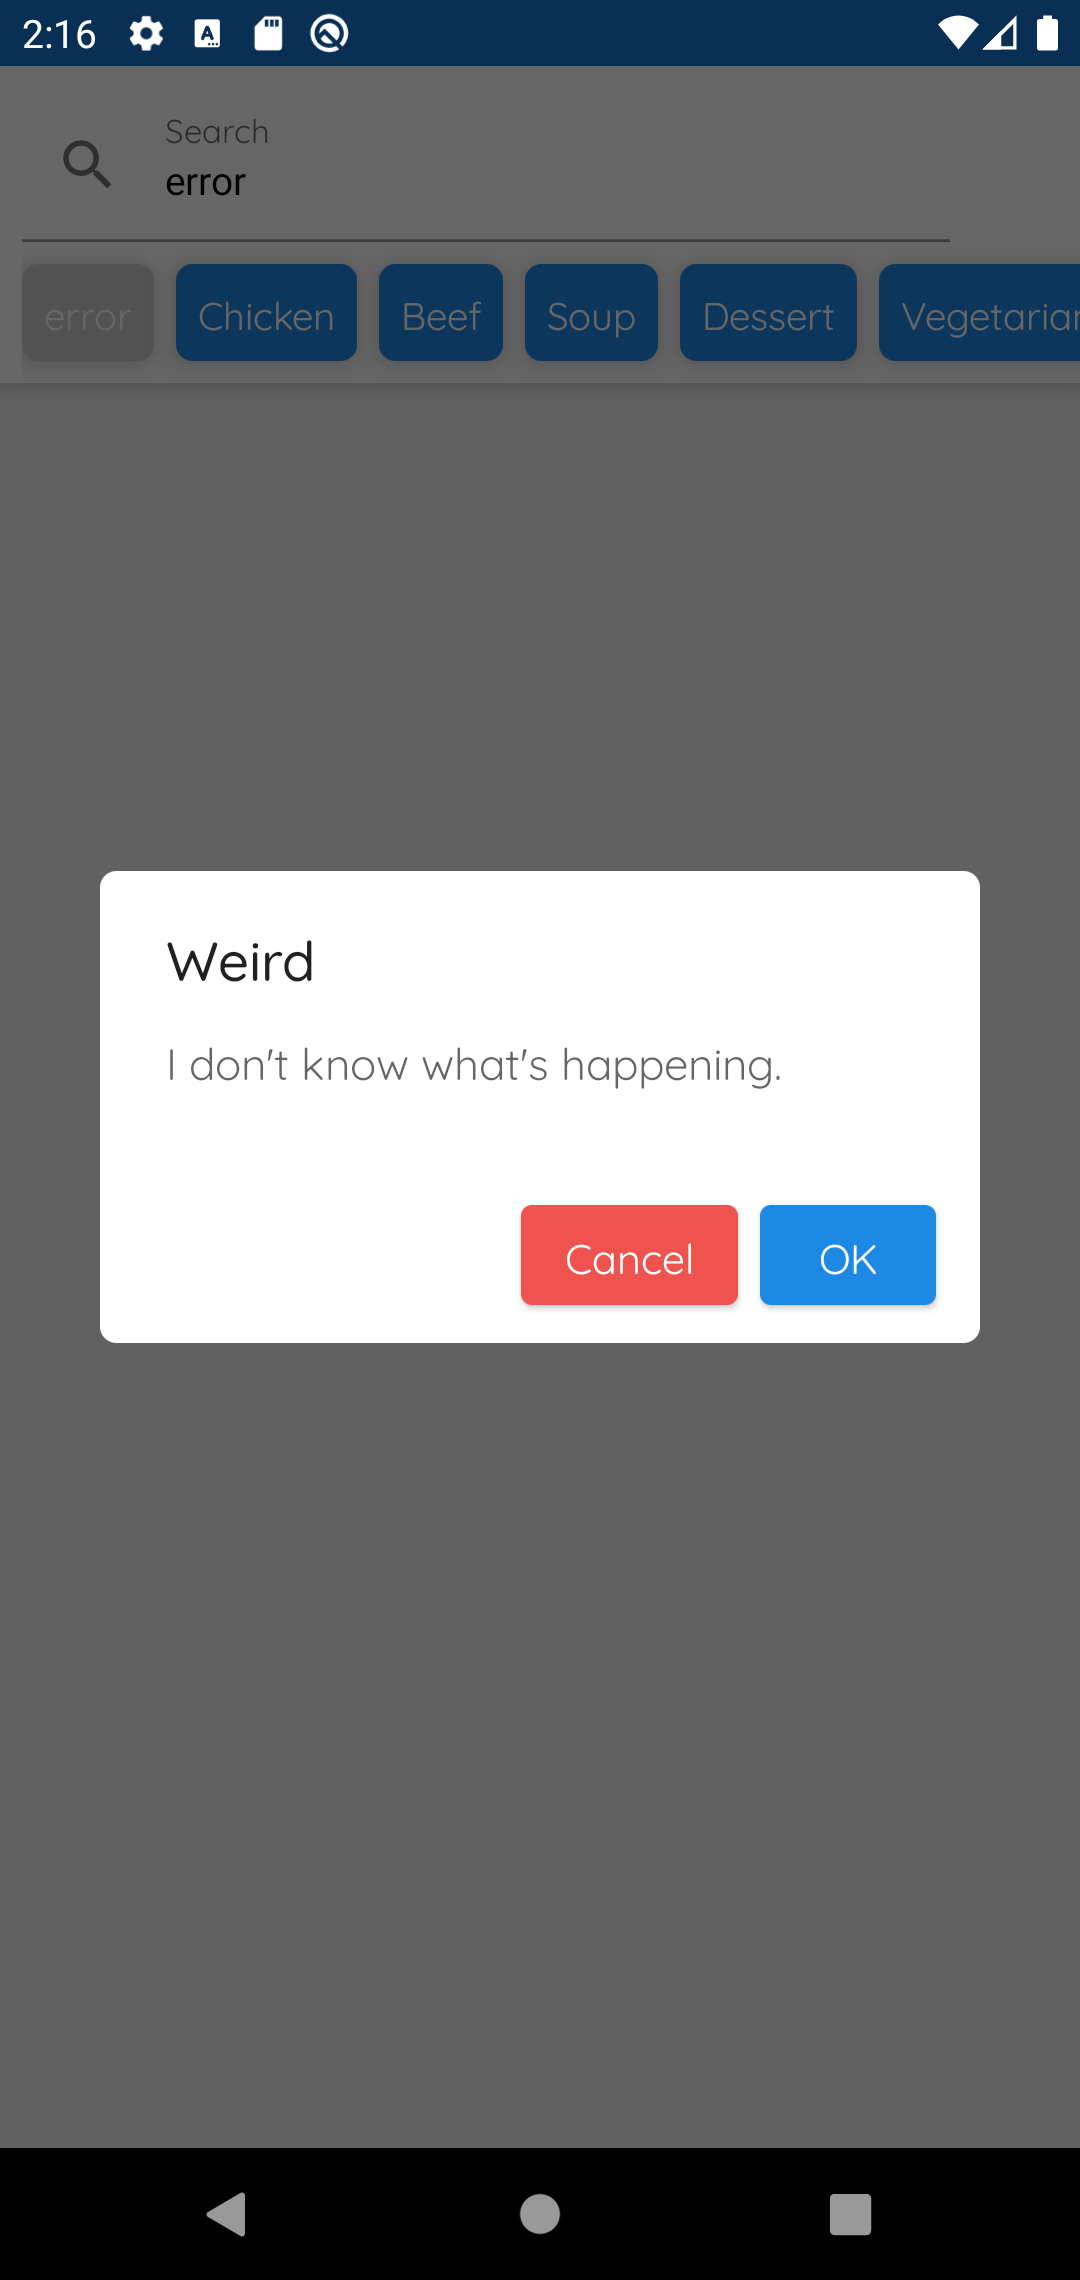 2:16
Search
error
error Chicken Beef Soup Dessert Vegetarian
Weird
I don't know what's happening.
Cancel OK